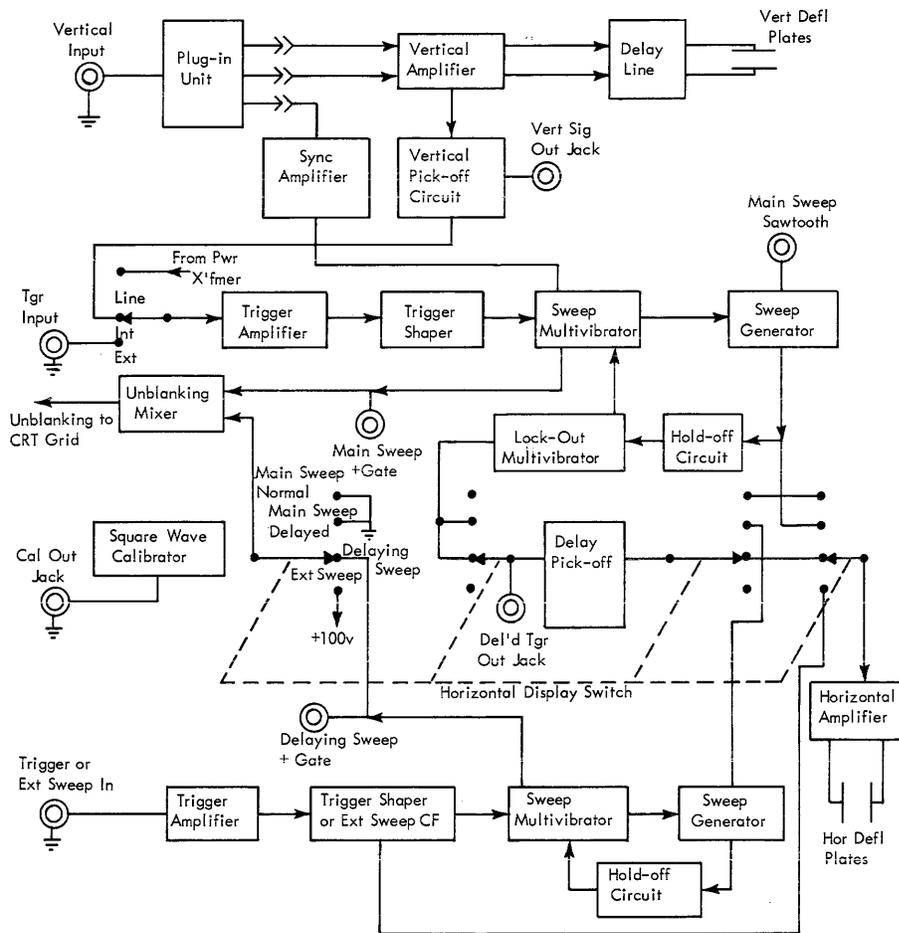 Vertical
Input
Plug-in
Unit
Vertical
Amplifier
Delay
Line
Vert Defl
Plates
Sync
Amplifier
Vertical
Pick-off
Circuit
Vert Sig
Out Jack
Main Sweep
Sawtooth
From Pwr
X'fmer
Tgr
Input
Line
Int
Ext
Trigger
Amplifier
Trigger
Shaper
Sweep
Multivibrator
Sweep
Generator
Unblanking
Mixer
Unblanking to
CRT Grid
Main Sweep
+Gate
Lock-Out
Multivibrator
Hold-off
Circuit
Main Sweep
Normal
Main Sweep
Delayed
Delaying
Sweep
Ext Sweep
+100v
Square Wave
Calibrator
Cal Out
Jack
Delay
Pick-off
Del'd Tgr
Out Jack
Horizontal Display Switch
Horizontal
Amplifier
Delaying Sweep
+ Gate
Trigger or
Ext Sweep In
Trigger
Amplifier
Trigger Shaper
or Ext Sweep CF
Sweep
Multivibrator
Sweep
Generator
Hold-off
Circuit
Hor Defl
Plates